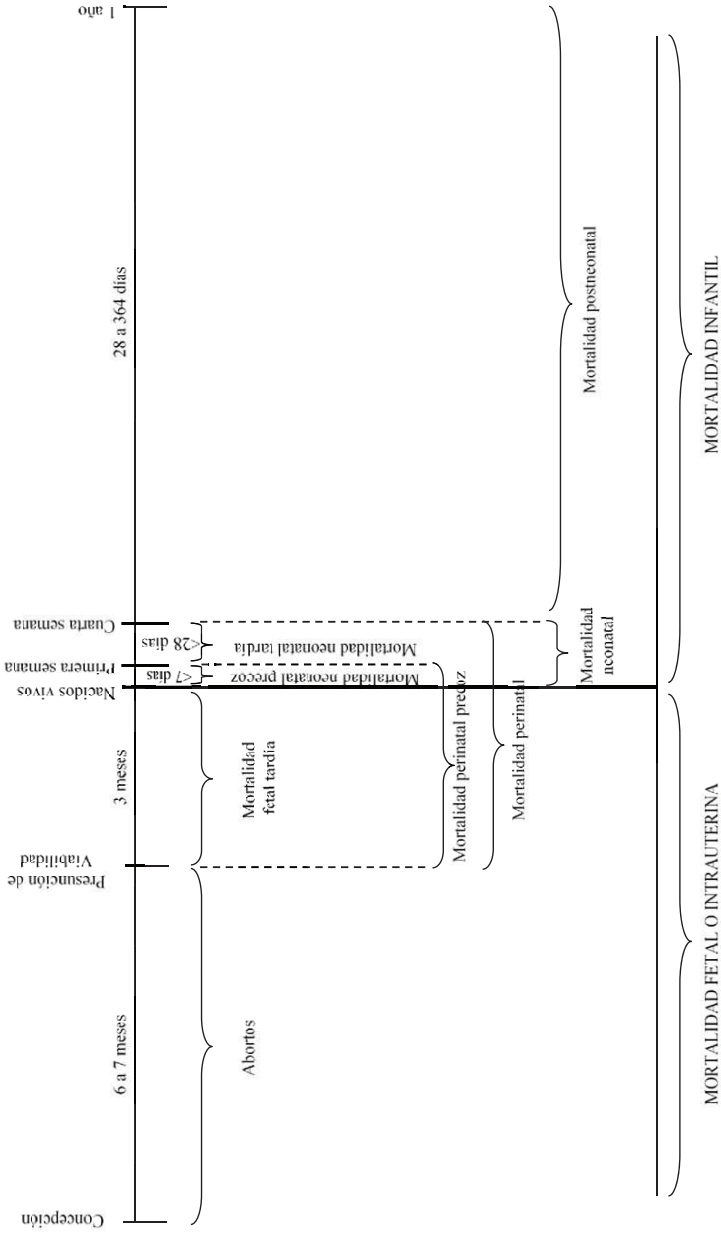 Concepción
Presunción de
Viabilidad
Nacidos vivos
Primera semana
Cuarta semana
1 año
6 a 7 meses
3 meses
28 a 364 días
<7 días
<28 días
Abortos
Mortalidad
fetal tardía
Mortalidad neonatal precoz
Mortalidad neonatal tardía
Mortalidad perinatal precoz
Mortalidad perinatal
Mortalidad
neonatal
Mortalidad postneonatal
MORTALIDAD FETAL O INTRAUTERINA
MORTALIDAD INFANTIL